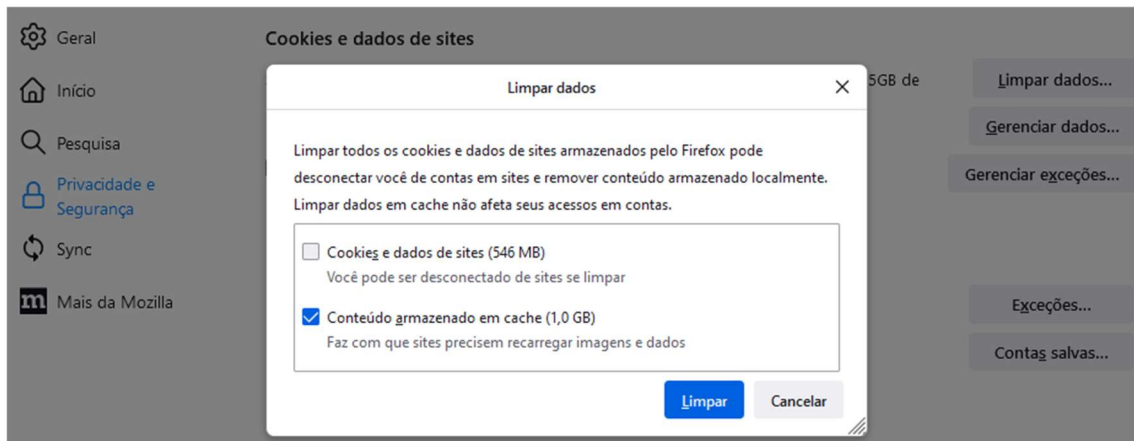 Geral
Início
Pesquisa
Privacidade e
Segurança
Sync
Mais da Mozilla
Cookies e dados de sites
5GB de
Limpar dados...
Gerenciar dados...
Gerenciar exceções...
Exceções...
Contas salvas...
Limpar dados
Limpar todos os cookies e dados de sites armazenados pelo Firefox pode
desconectar você de contas em sites e remover conteúdo armazenado localmente.
Limpar dados em cache não afeta seus acessos em contas.
Cookies e dados de sites (546 MB)
Você pode ser desconectado de sites se limpar
Conteúdo armazenado em cache (1,0 GB)
Faz com que sites precisem recarregar imagens e dados
Limpar
Cancelar